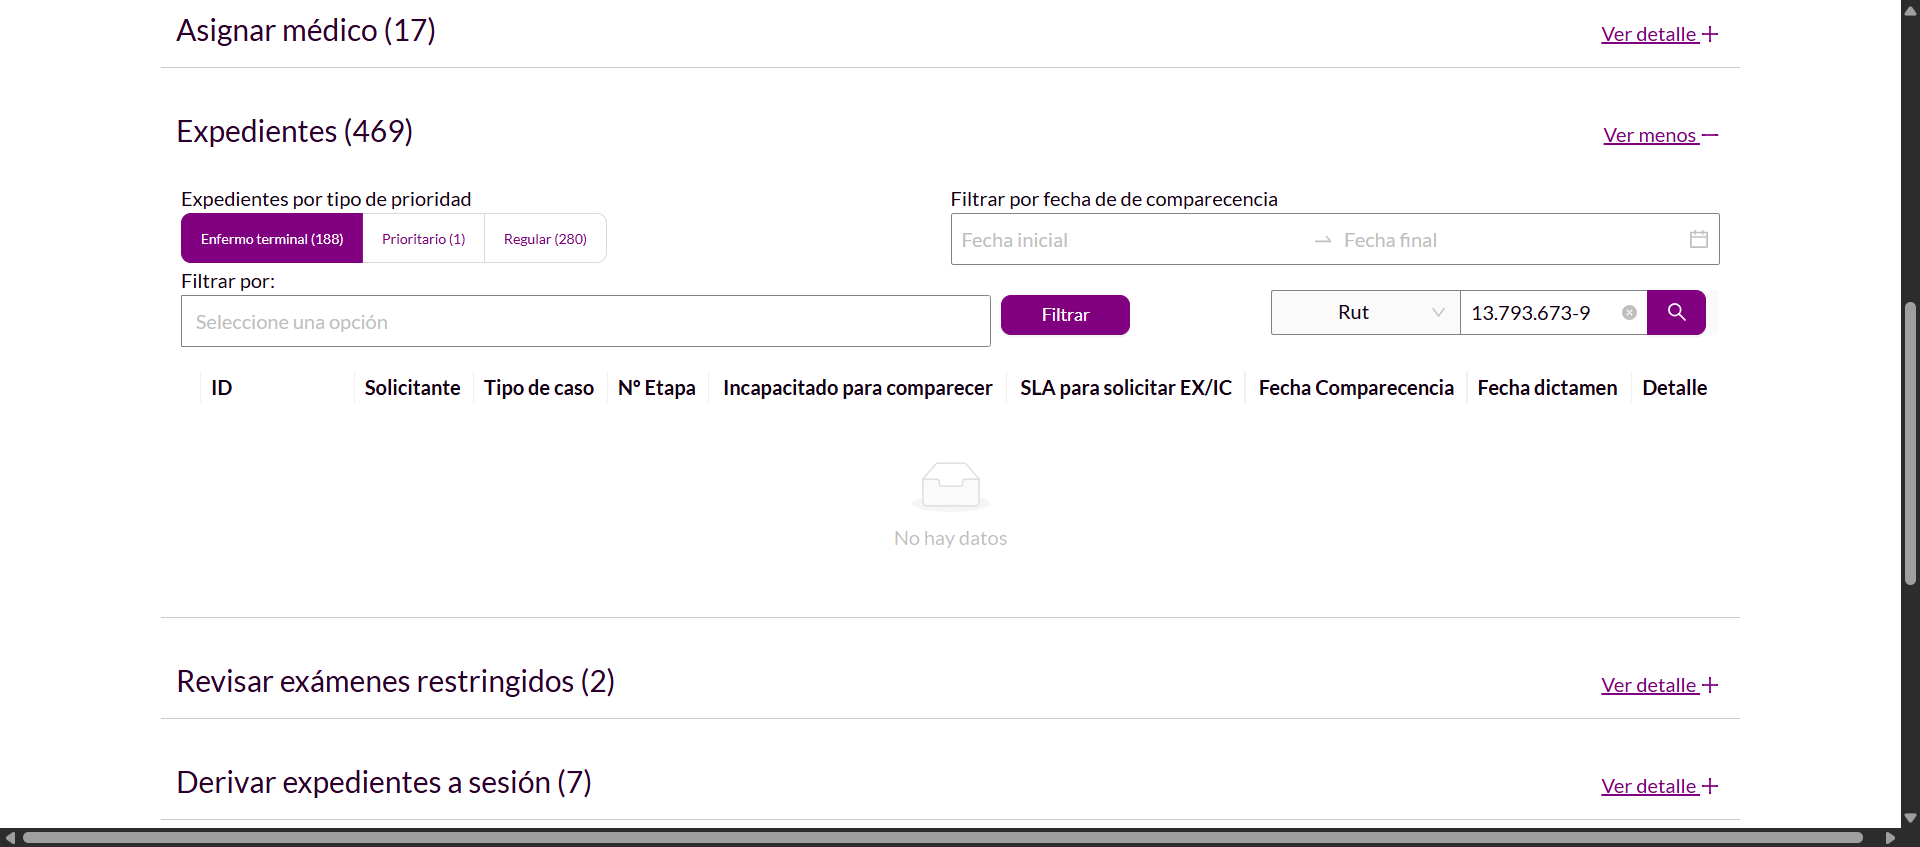 Asignar médico (17)
Ver detalle
Expedientes (469)
Ver menos
Expedientes por tipo de prioridad
Filtrar por fecha de de comparecencia
Enfermo terminal (188) Prioritario (1) Regular (280)
Fecha inicial Fecha final
Filtrar por:
Seleccione una opción
Filtrar
Rut 13.793.673-9
ID Solicitante Tipo de caso N° Etapa Incapacitado para comparecer SLA para solicitar EX/IC Fecha Comparecencia Fecha dictamen Detalle
No hay datos
Revisar exámenes restringidos (2)
Ver detalle
Derivar expedientes a sesión (7)
Ver detalle